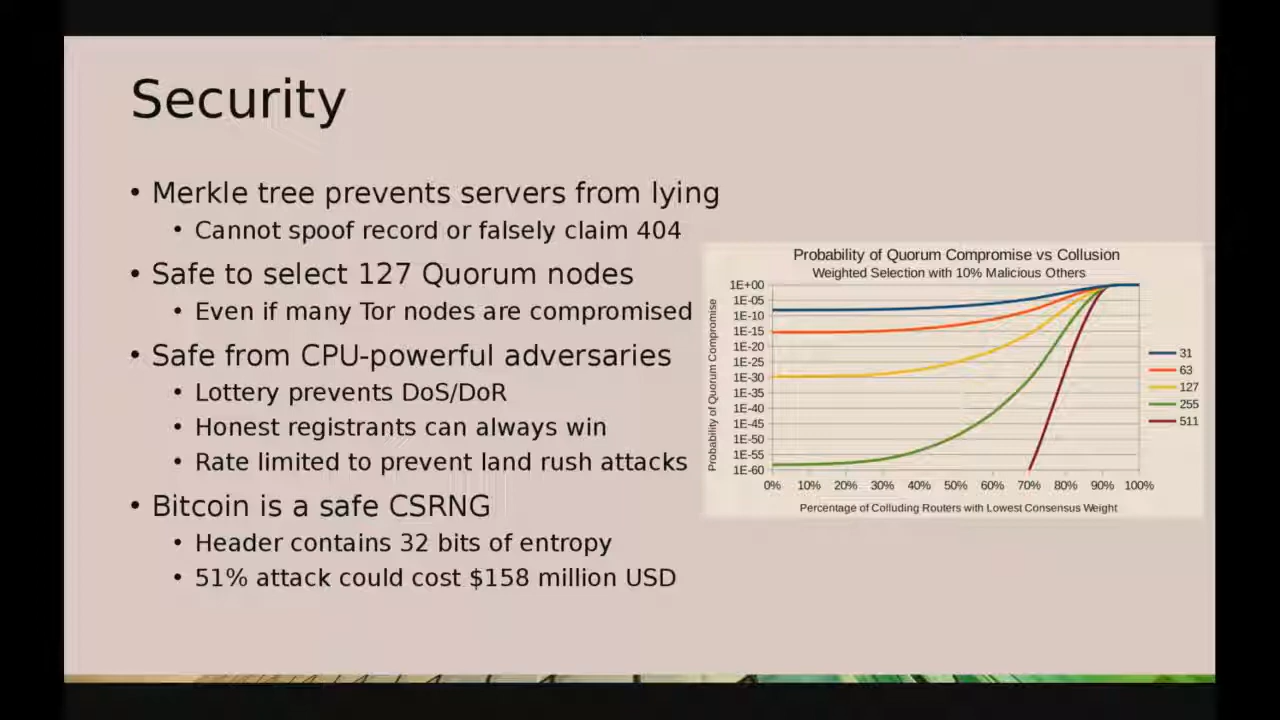 Security
• Merkle tree prevents servers from lying
• Cannot spoof record or falsely claim 404
• Safe to select 127 Quorum nodes
• Even if many Tor nodes are compromised
• Safe from CPU-powerful adversaries
• Lottery prevents DoS/DoR
• Honest registrants can always win
• Rate limited to prevent land rush attacks
• Bitcoin is a safe CSRNG
• Header contains 32 bits of entropy
• 51% attack could cost $158 million USD
Probability of Quorum Compromise vs Collusion
Weighted Selection with 10% Malicious Others
Probability of Quorum Compromise
1E+00
1E-05
1E-10
1E-15
1E-20
1E-25
1E-30
1E-35
1E-40
1E-45
1E-50
1E-55
1E-60
0% 10% 20% 30% 40% 50% 60% 70% 80% 90% 100%
Percentage of Colluding Routers with Lowest Consensus Weight
31
63
127
255
511